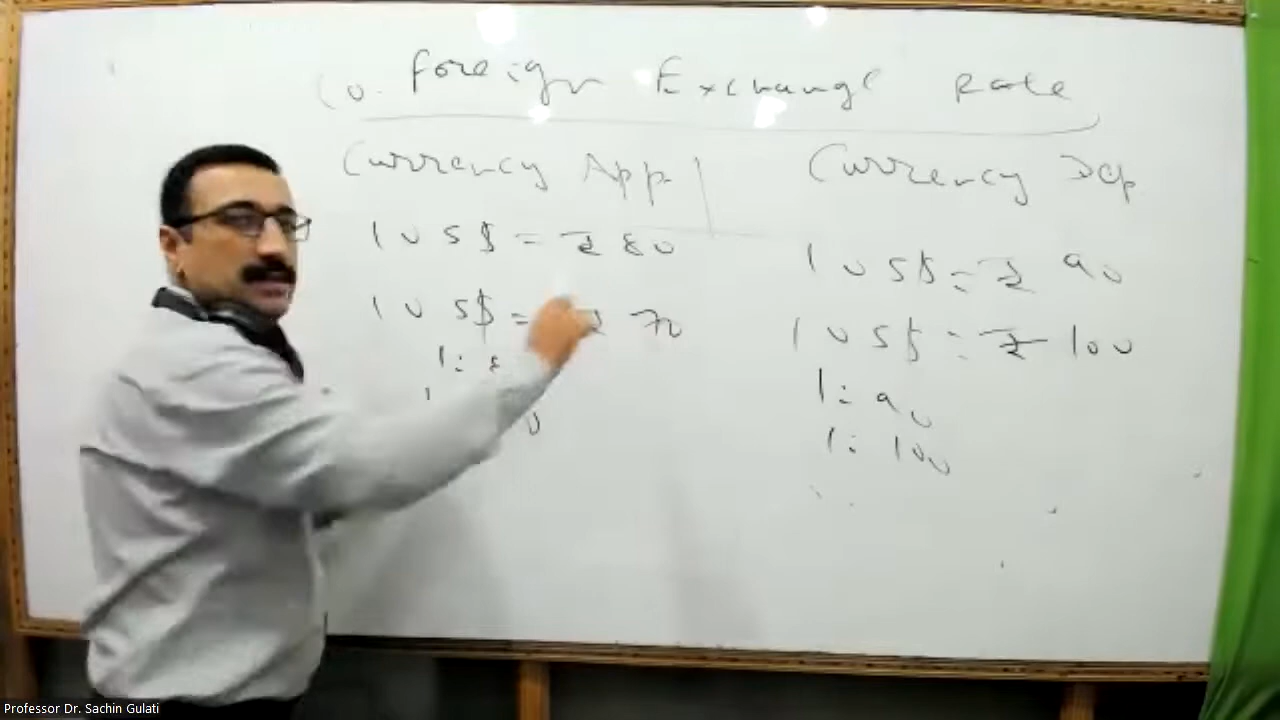 Foreign Exchange Rate
Currency App
1 US $ = ₹ 80
1 US $ = 70
1:
Currency Dep
1 US $ = ₹ 90
1 US $ = ₹ 100
1: 90
1: 100
Professor Dr. Sachin Gulati